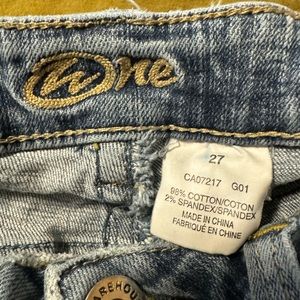 One
27
CA07217 G01
98% COTTON/COTON
2% SPANDEX/SPANDEX
MADE IN CHINA
FABRIQUÉ EN CHINE